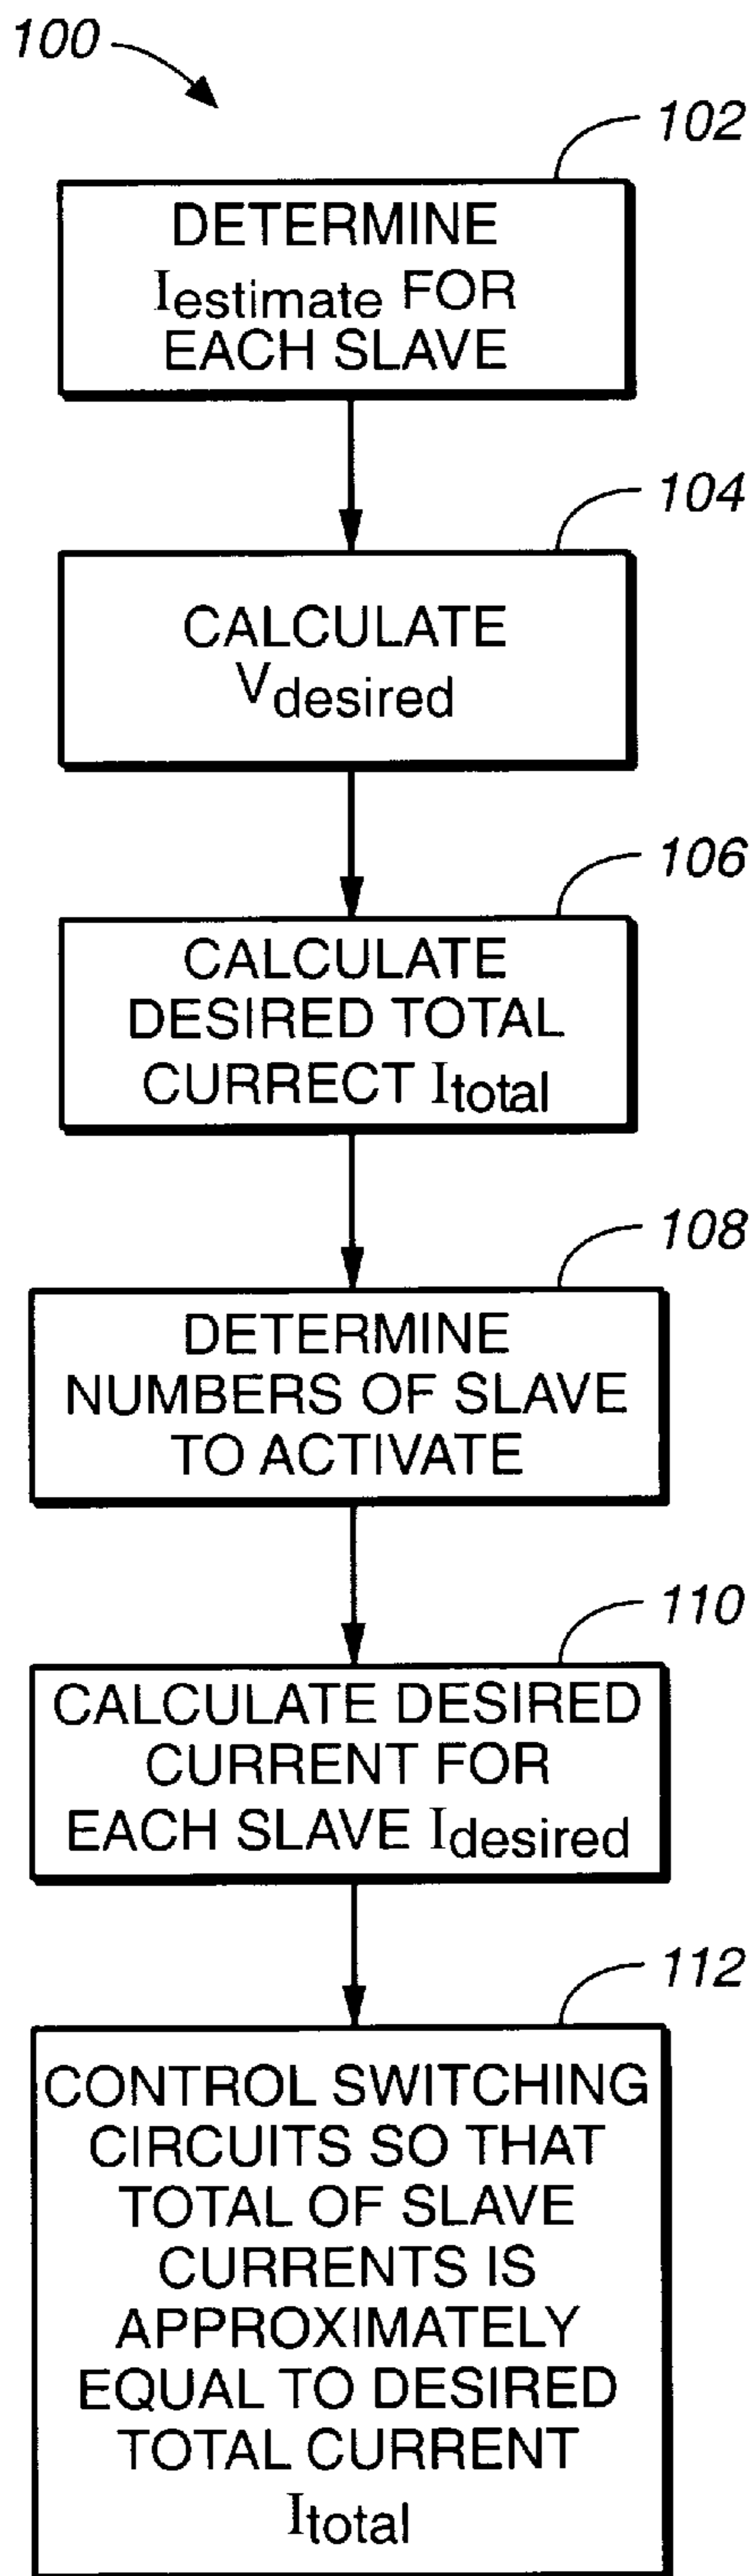 100
102
DETERMINE
Iestimate FOR
EACH SLAVE
104
CALCULATE
Vdesired
106
CALCULATE
DESIRED TOTAL
CURRECT Itotal
108
DETERMINE
NUMBERS OF SLAVE
TO ACTIVATE
110
CALCULATE DESIRED
CURRENT FOR
EACH SLAVE Idesired
112
CONTROL SWITCHING
CIRCUITS SO THAT
TOTAL OF SLAVE
CURRENTS IS
APPROXIMATELY
EQUAL TO DESIRED
TOTAL CURRENT
Itotal